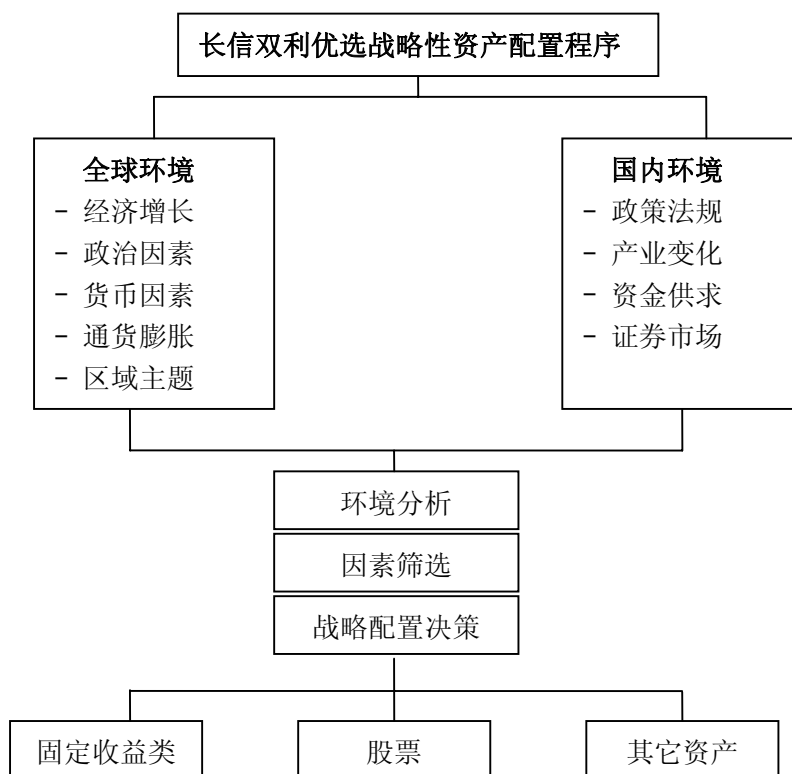 长信双利优选战略性资产配置程序
全球环境
- 经济增长
- 政治因素
- 货币因素
- 通货膨胀
- 区域主题
国内环境
- 政策法规
- 产业变化
- 资金供求
- 证券市场
环境分析
因素筛选
战略配置决策
固定收益类
股票
其它资产